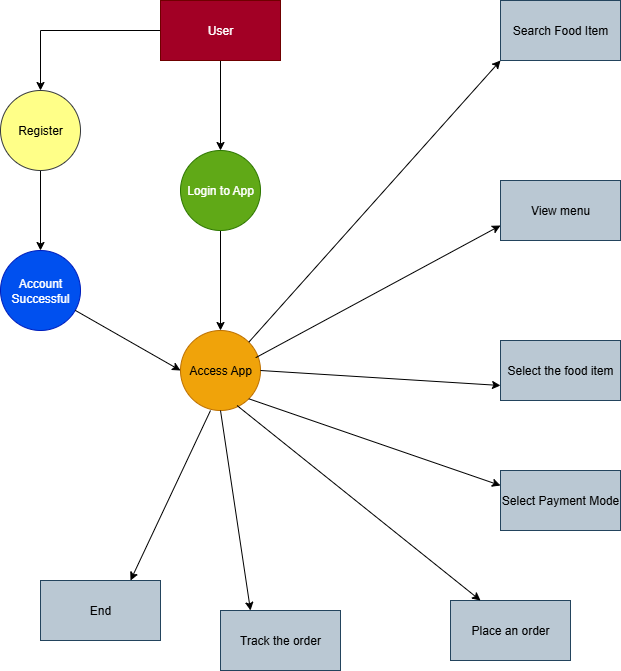 User
Search Food Item
Register
Login to App
View menu
Account
Successful
Access App
Select the food item
Select Payment Mode
End
Track the order
Place an order